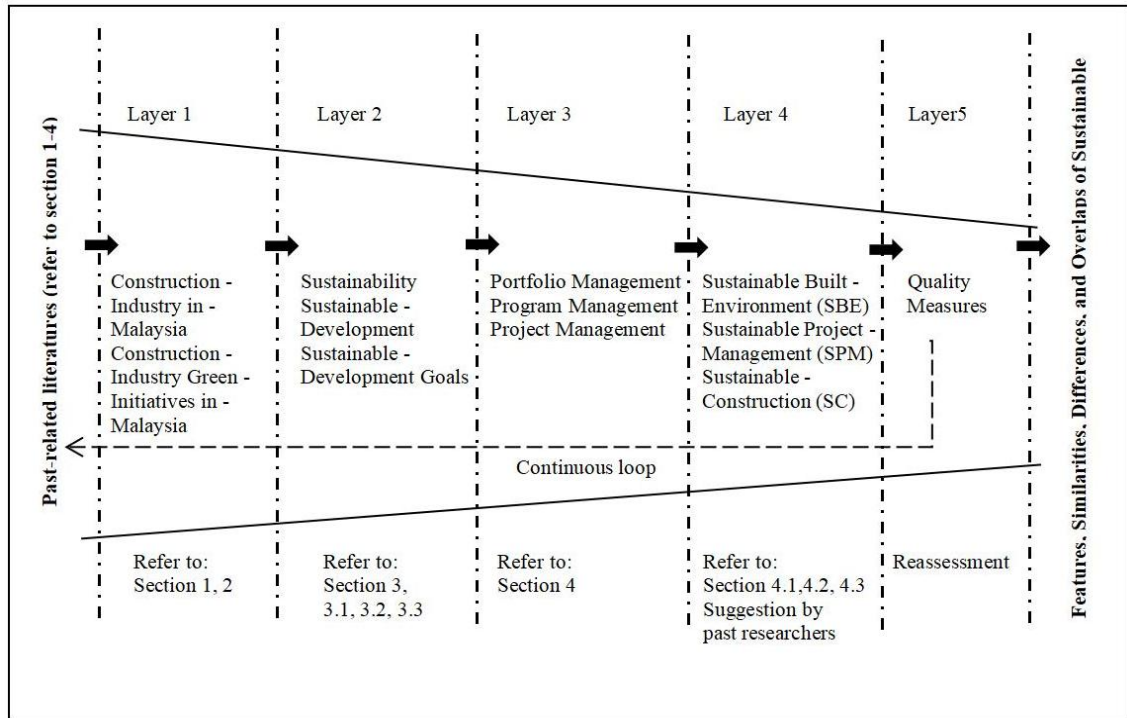 Past-related literatures (refer to section 1-4)
Layer 1
Layer 2
Layer 3
Layer 4
Layer5
Construction -
Industry in -
Malaysia
Construction -
Industry Green -
Initiatives in -
Malaysia
Sustainability
Sustainable -
Development
Sustainable -
Development Goals
Portfolio Management
Program Management
Project Management
Sustainable Built -
Environment (SBE)
Sustainable Project -
Management (SPM)
Sustainable -
Construction (SC)
Quality
Measures
Continuous loop
Refer to:
Section 1, 2
Refer to:
Section 3,
3.1, 3.2, 3.3
Refer to:
Section 4
Refer to:
Section 4.1,4.2, 4.3
Suggestion by
past researchers
Reassessment
Features, Similarities, Differences, and Overlaps of Sustainable